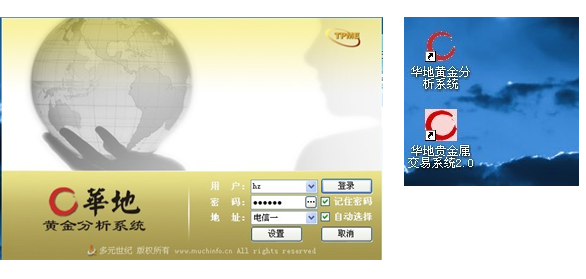 TPME
華地
黄金分析系统
用 户： hz 登录
密 码： •••••• 记住密码
地 址： 电信一 自动选择
设置 取消
多元世纪 版权所有 www.muchinfo.cn All rights reserved
华地黄金分
析系统
华地贵金属
交易系统2.0